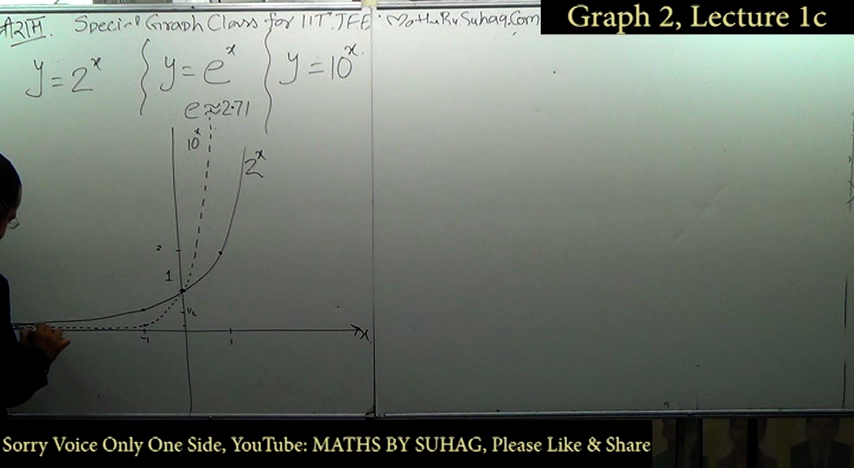 Graph 2, Lecture 1c
Special Graph Class for IIT JEE. MathsBySuhag.Com
y = 2^x { y = e^x { y = 10^x
e ≈ 2.71
10^x
2^x
2
1
1/2
-1 1 X
Sorry Voice Only One Side, YouTube: MATHS BY SUHAG, Please Like & Share